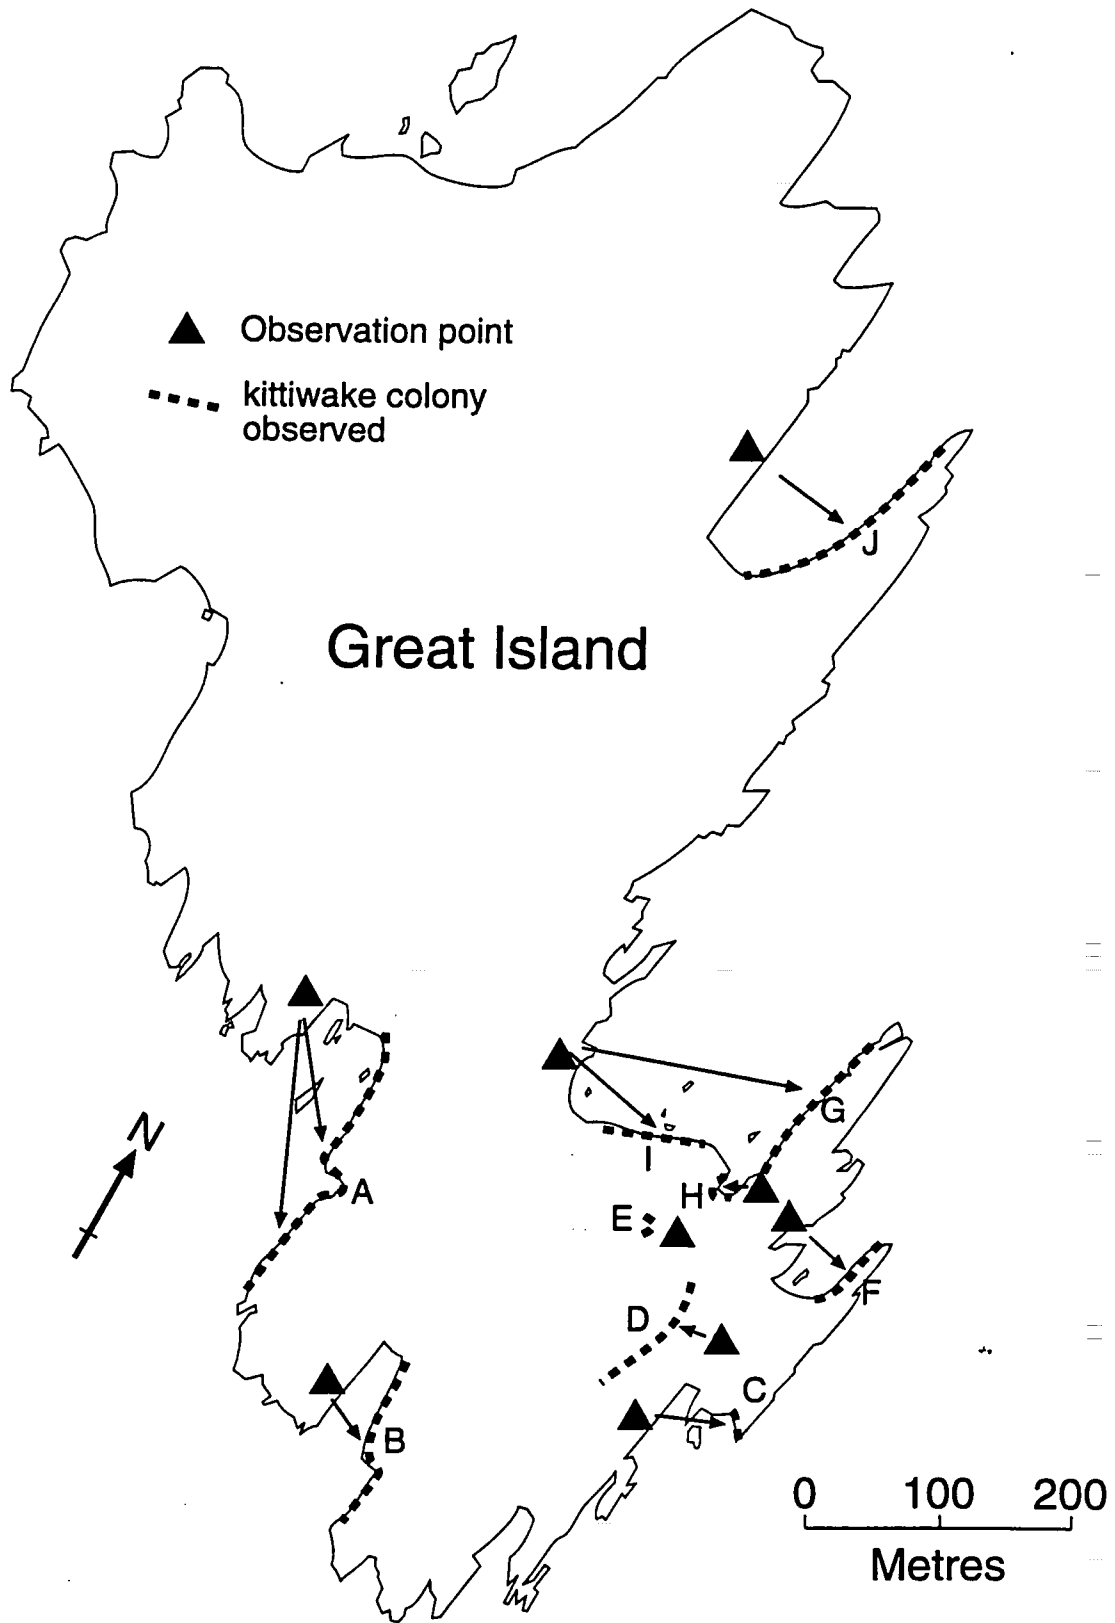 Observation point
kittiwake colony
observed
J
Great Island
N
A
G
I
H
E
F
D
C
B
0 100 200
Metres